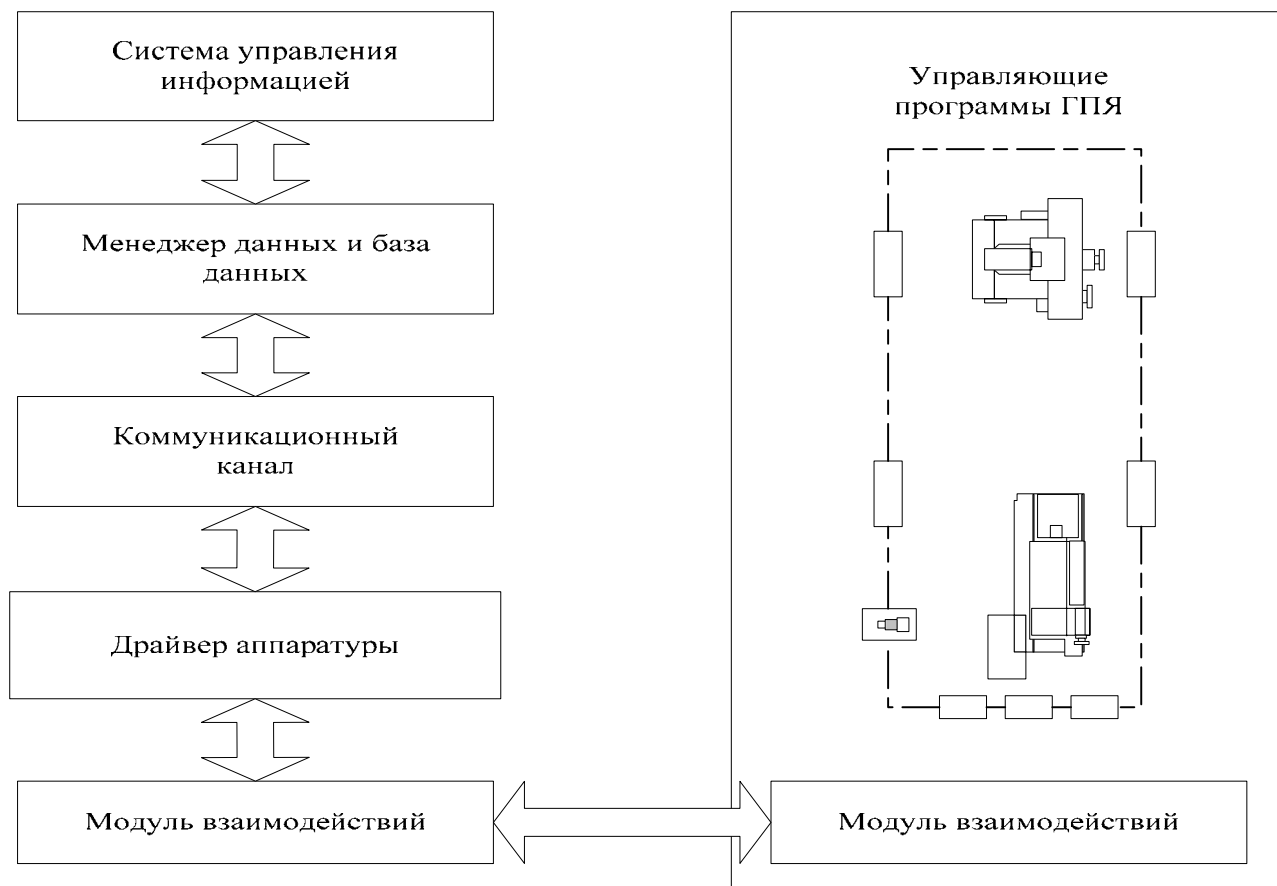 Система управления
информацией
Менеджер данных и база
данных
Коммуникационный
канал
Драйвер аппаратуры
Модуль взаимодействий
Управляющие
программы ГПЯ
Модуль взаимодействий